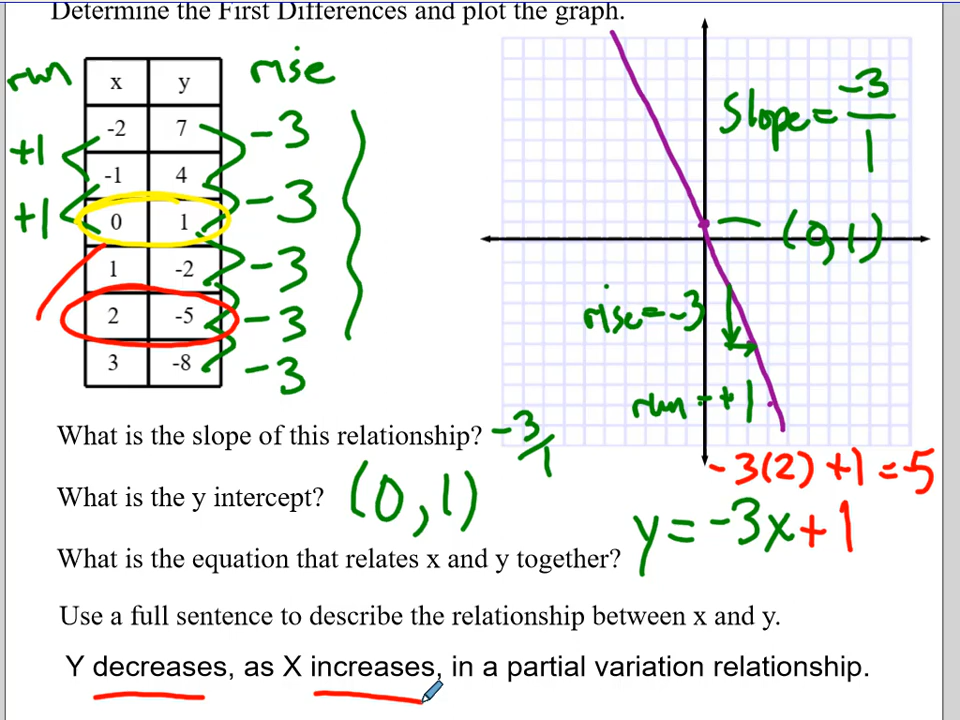 Determine the First Differences and plot the graph.
run x y rise
-2 7 -3
+1
-1 4
+1 0 1 -3
1 -2 -3
2 -5 -3
3 -8 -3
slope = -3/1
(0,1)
rise = -3
run = +1
What is the slope of this relationship? -3/1
-3(2) +1 = -5
What is the y intercept? (0,1)
y = -3x + 1
What is the equation that relates x and y together?
Use a full sentence to describe the relationship between x and y.
Y decreases, as X increases, in a partial variation relationship.